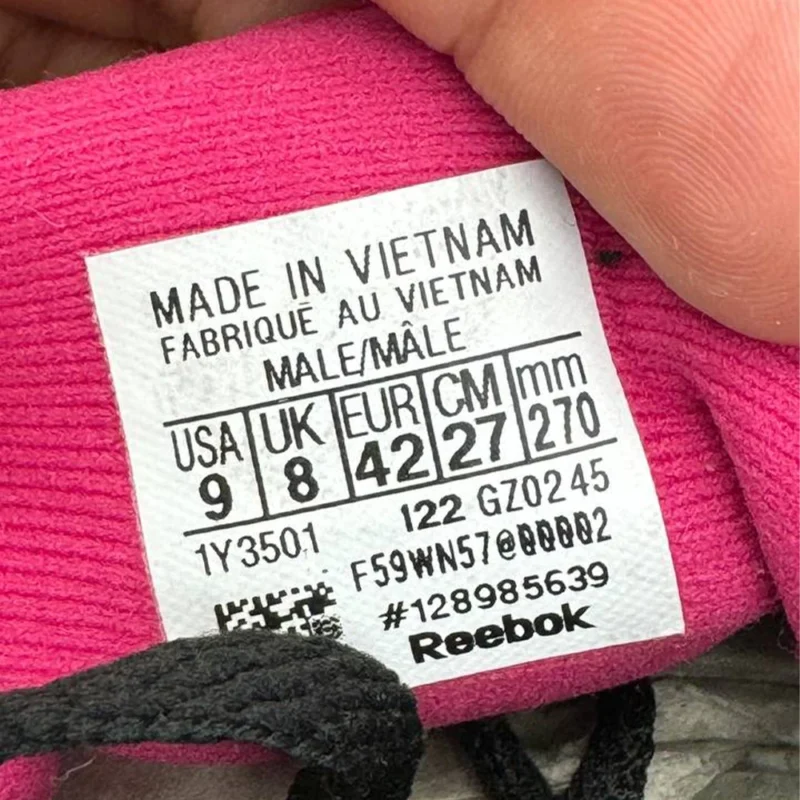 MADE IN VIETNAM
FABRIQUÉ AU VIETNAM
MALE/MÂLE
USA UK EUR CM mm
9 8 42 27 270
1Y3501 122 GZ0245
F59WN57@00002
#128985639
Reebok